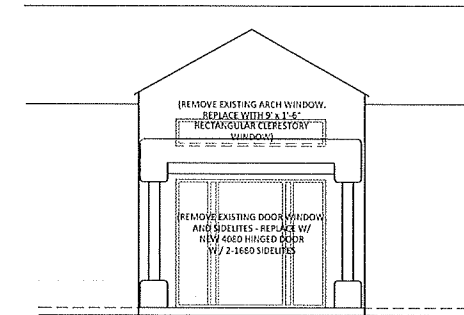 (REMOVE EXISTING ARCH WINDOW.
REPLACE WITH 9' x 1'-6"
RECTANGULAR CLERESTORY
WINDOW)
(REMOVE EXISTING DOOR WINDOW
AND SIDELITES - REPLACE W/
NEW 4080 HINGED DOOR
W/ 2-1680 SIDELITES